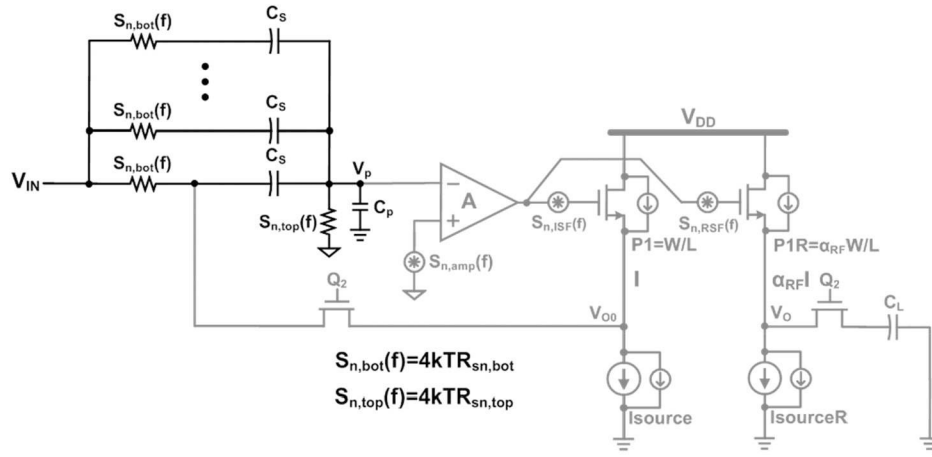 Sn,bot(f)
CS
Sn,bot(f)
CS
Sn,bot(f)
CS
VIN
Vp
Sn,top(f)
Cp
A
Sn,amp(f)
Sn,ISF(f)
Sn,RSF(f)
VDD
P1=W/L
P1R=αRFW/L
I
αRFI
Q2
Q2
CL
VO0
VO
Sn,bot(f)=4kTRsn,bot
Sn,top(f)=4kTRsn,top
Isource
IsourceR